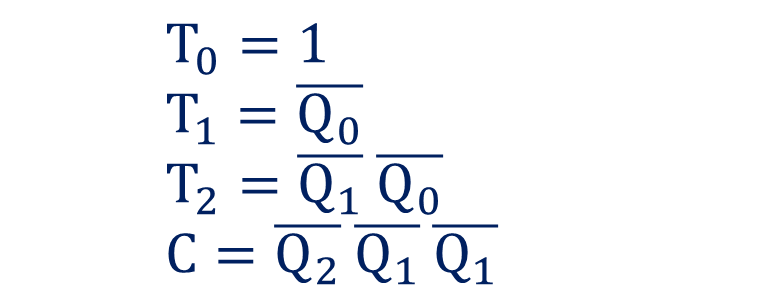 T₀ = 1
T₁ = Q̅₀
T₂ = Q̅₁ Q̅₀
C = Q̅₂ Q̅₁ Q̅₁